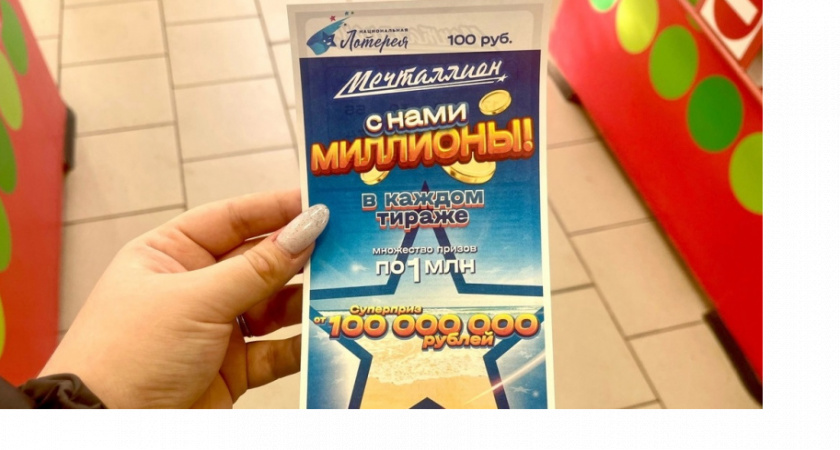 НАЦИОНАЛЬНАЯ
Лотерея
100 руб.
Мечталлион
С НАМИ
МИЛЛИОНЫ!
в каждом
тираже
множество призов
по 1 млн
Суперприз
от 100 000 000
рублей